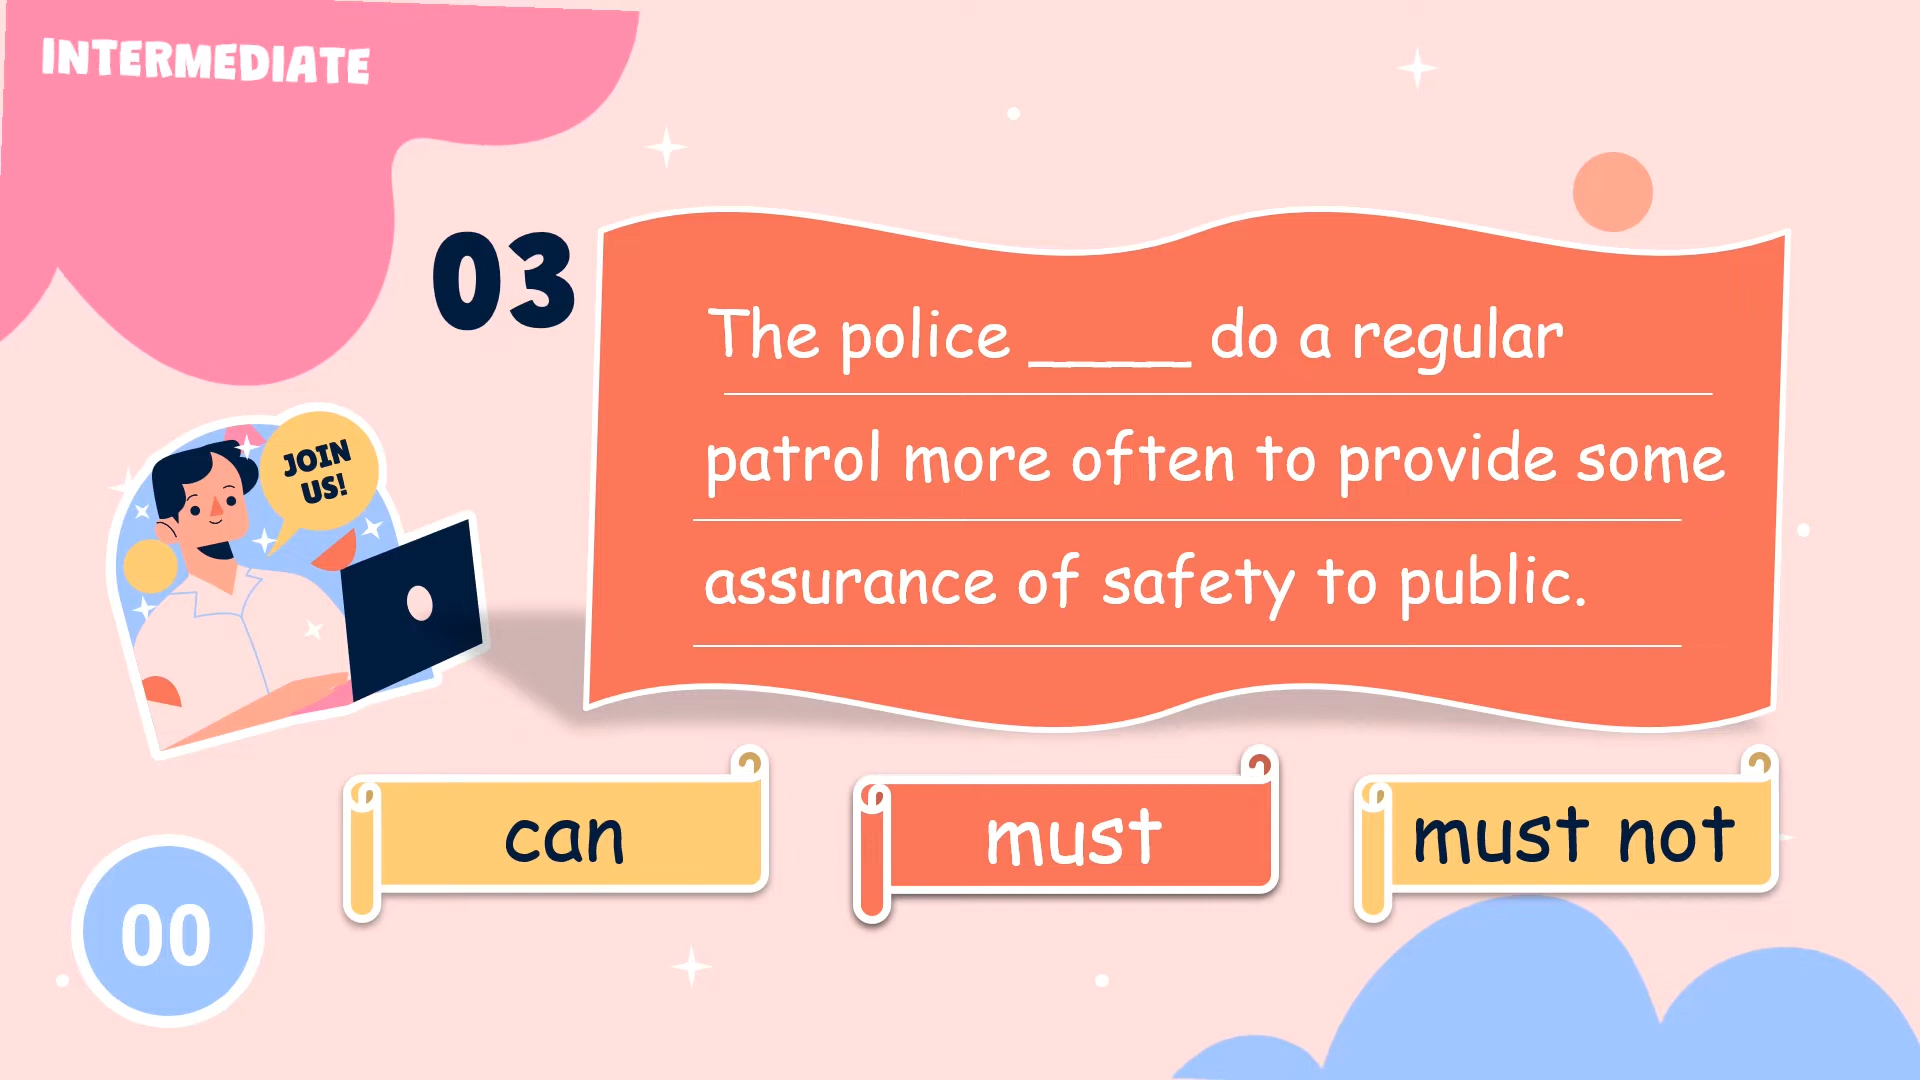 INTERMEDIATE
03
The police _____ do a regular
patrol more often to provide some
assurance of safety to public.
JOIN
US!
can
must
must not
00